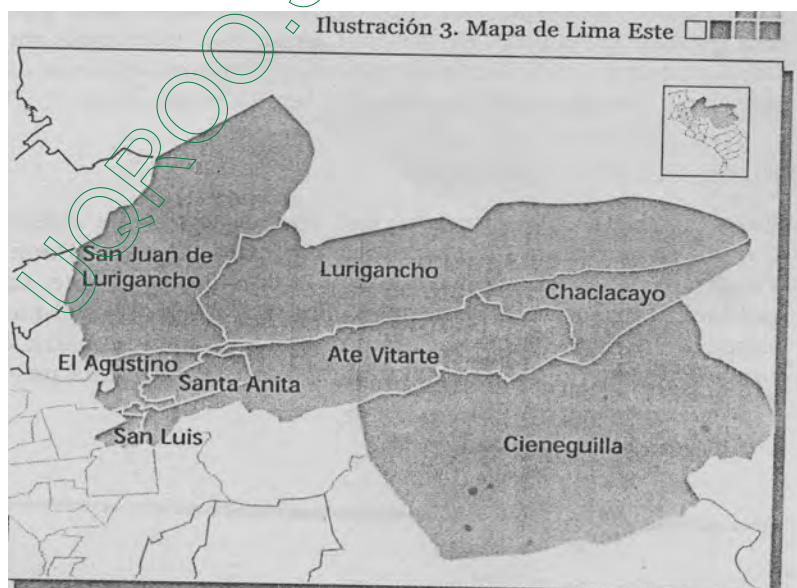 Ilustración 3. Mapa de Lima Este
San Juan de
Lurigancho
Lurigancho
Chaclacayo
El Agustino
Ate Vitarte
Santa Anita
San Luis
Cieneguilla
UQROO.